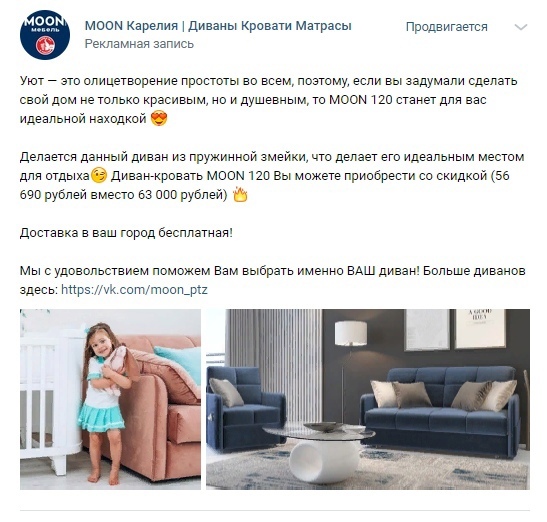 MOON
МЕБЕЛЬ
MOON Карелия | Диваны Кровати Матрасы
Рекламная запись
Продвигается
Уют — это олицетворение простоты во всем, поэтому, если вы задумали сделать
свой дом не только красивым, но и душевным, то MOON 120 станет для вас
идеальной находкой 😍
Делается данный диван из пружинной змейки, что делает его идеальным местом
для отдыха😉 Диван-кровать MOON 120 Вы можете приобрести со скидкой (56
690 рублей вместо 63 000 рублей) 🔥
Доставка в ваш город бесплатная!
Мы с удовольствием поможем Вам выбрать именно ВАШ диван! Больше диванов
здесь: https://vk.com/moon_ptz
A GOOD
IDEA